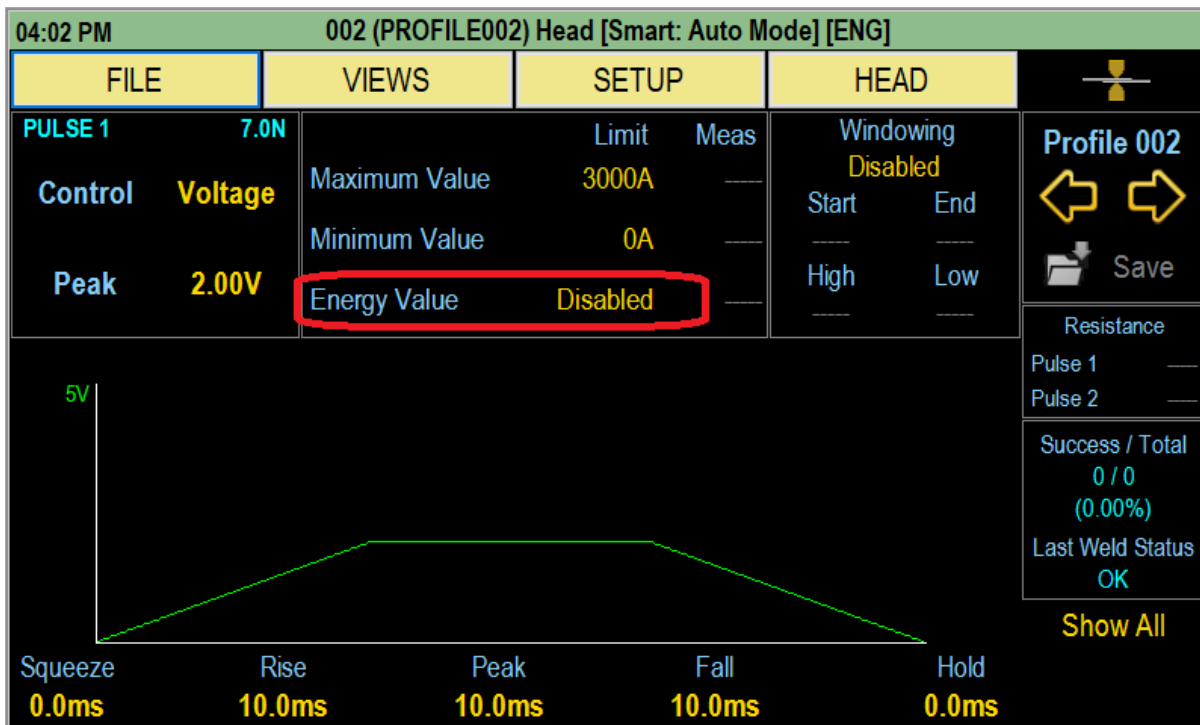 04:02 PM 002 (PROFILE002) Head [Smart: Auto Mode] [ENG]
FILE VIEWS SETUP HEAD
PULSE 1 7.0N
Control Voltage
Peak 2.00V
Limit Meas
Maximum Value 3000A -----
Minimum Value 0A -----
Energy Value Disabled -----
Windowing
Disabled
Start End
----- -----
High Low
----- -----
Profile 002
Save
Resistance
Pulse 1 ----
Pulse 2 ----
Success / Total
0 / 0
(0.00%)
Last Weld Status
OK
Show All
5V
Squeeze Rise Peak Fall Hold
0.0ms 10.0ms 10.0ms 10.0ms 0.0ms